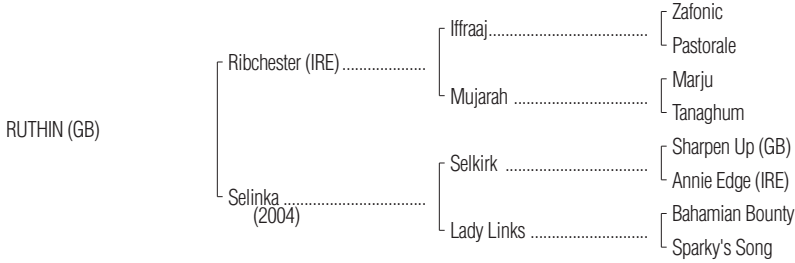 Zafonic
Iffraaj
Pastorale
Ribchester (IRE)
Marju
Mujarah
Tanaghum
RUTHIN (GB)
Sharpen Up (GB)
Selkirk
Annie Edge (IRE)
Selinka
(2004)
Bahamian Bounty
Lady Links
Sparky's Song